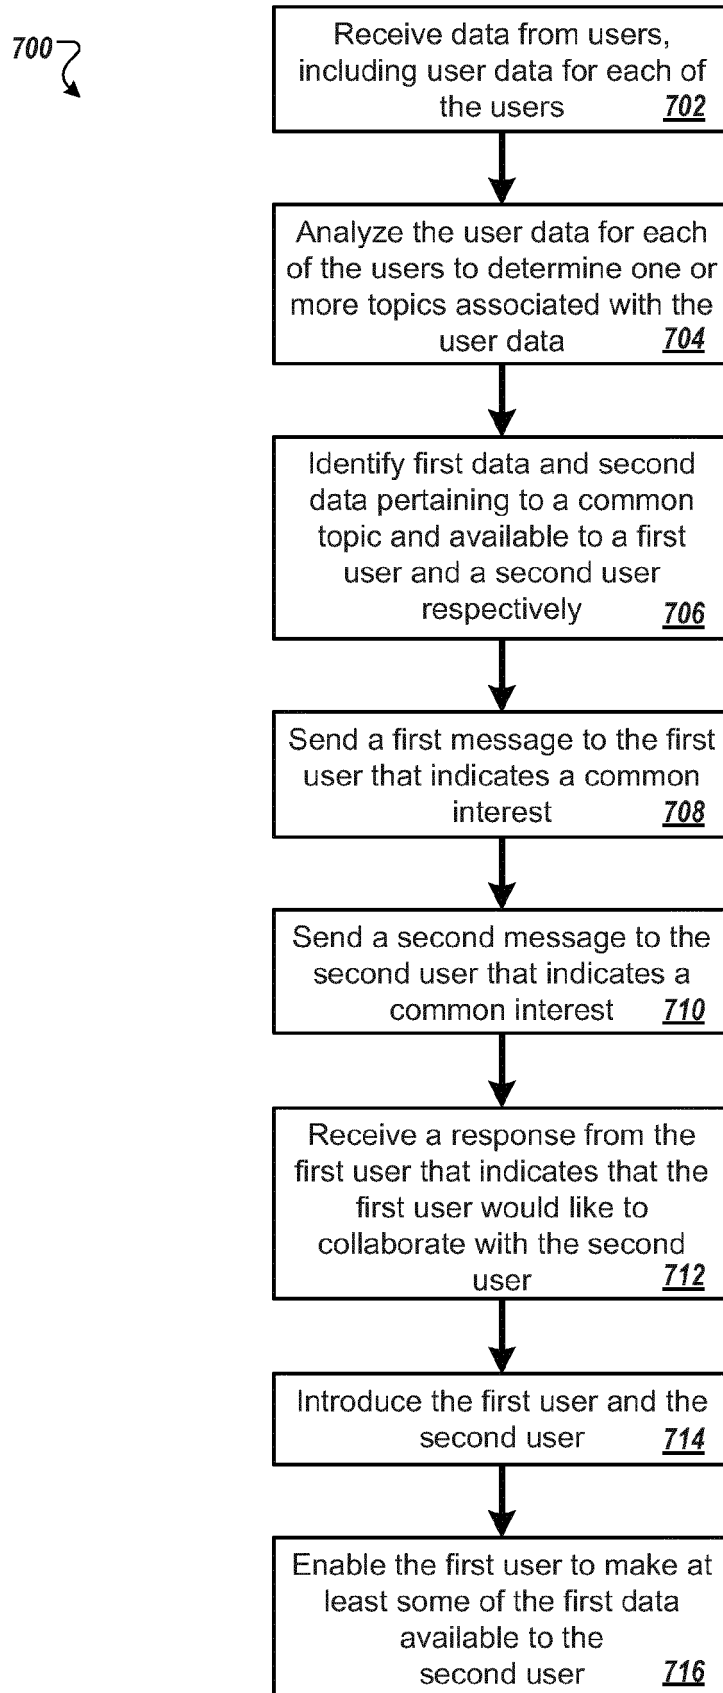 700
Receive data from users,
including user data for each of
the users 702
Analyze the user data for each
of the users to determine one or
more topics associated with the
user data 704
Identify first data and second
data pertaining to a common
topic and available to a first
user and a second user
respectively 706
Send a first message to the first
user that indicates a common
interest 708
Send a second message to the
second user that indicates a
common interest 710
Receive a response from the
first user that indicates that the
first user would like to
collaborate with the second
user 712
Introduce the first user and the
second user 714
Enable the first user to make at
least some of the first data
available to the
second user 716